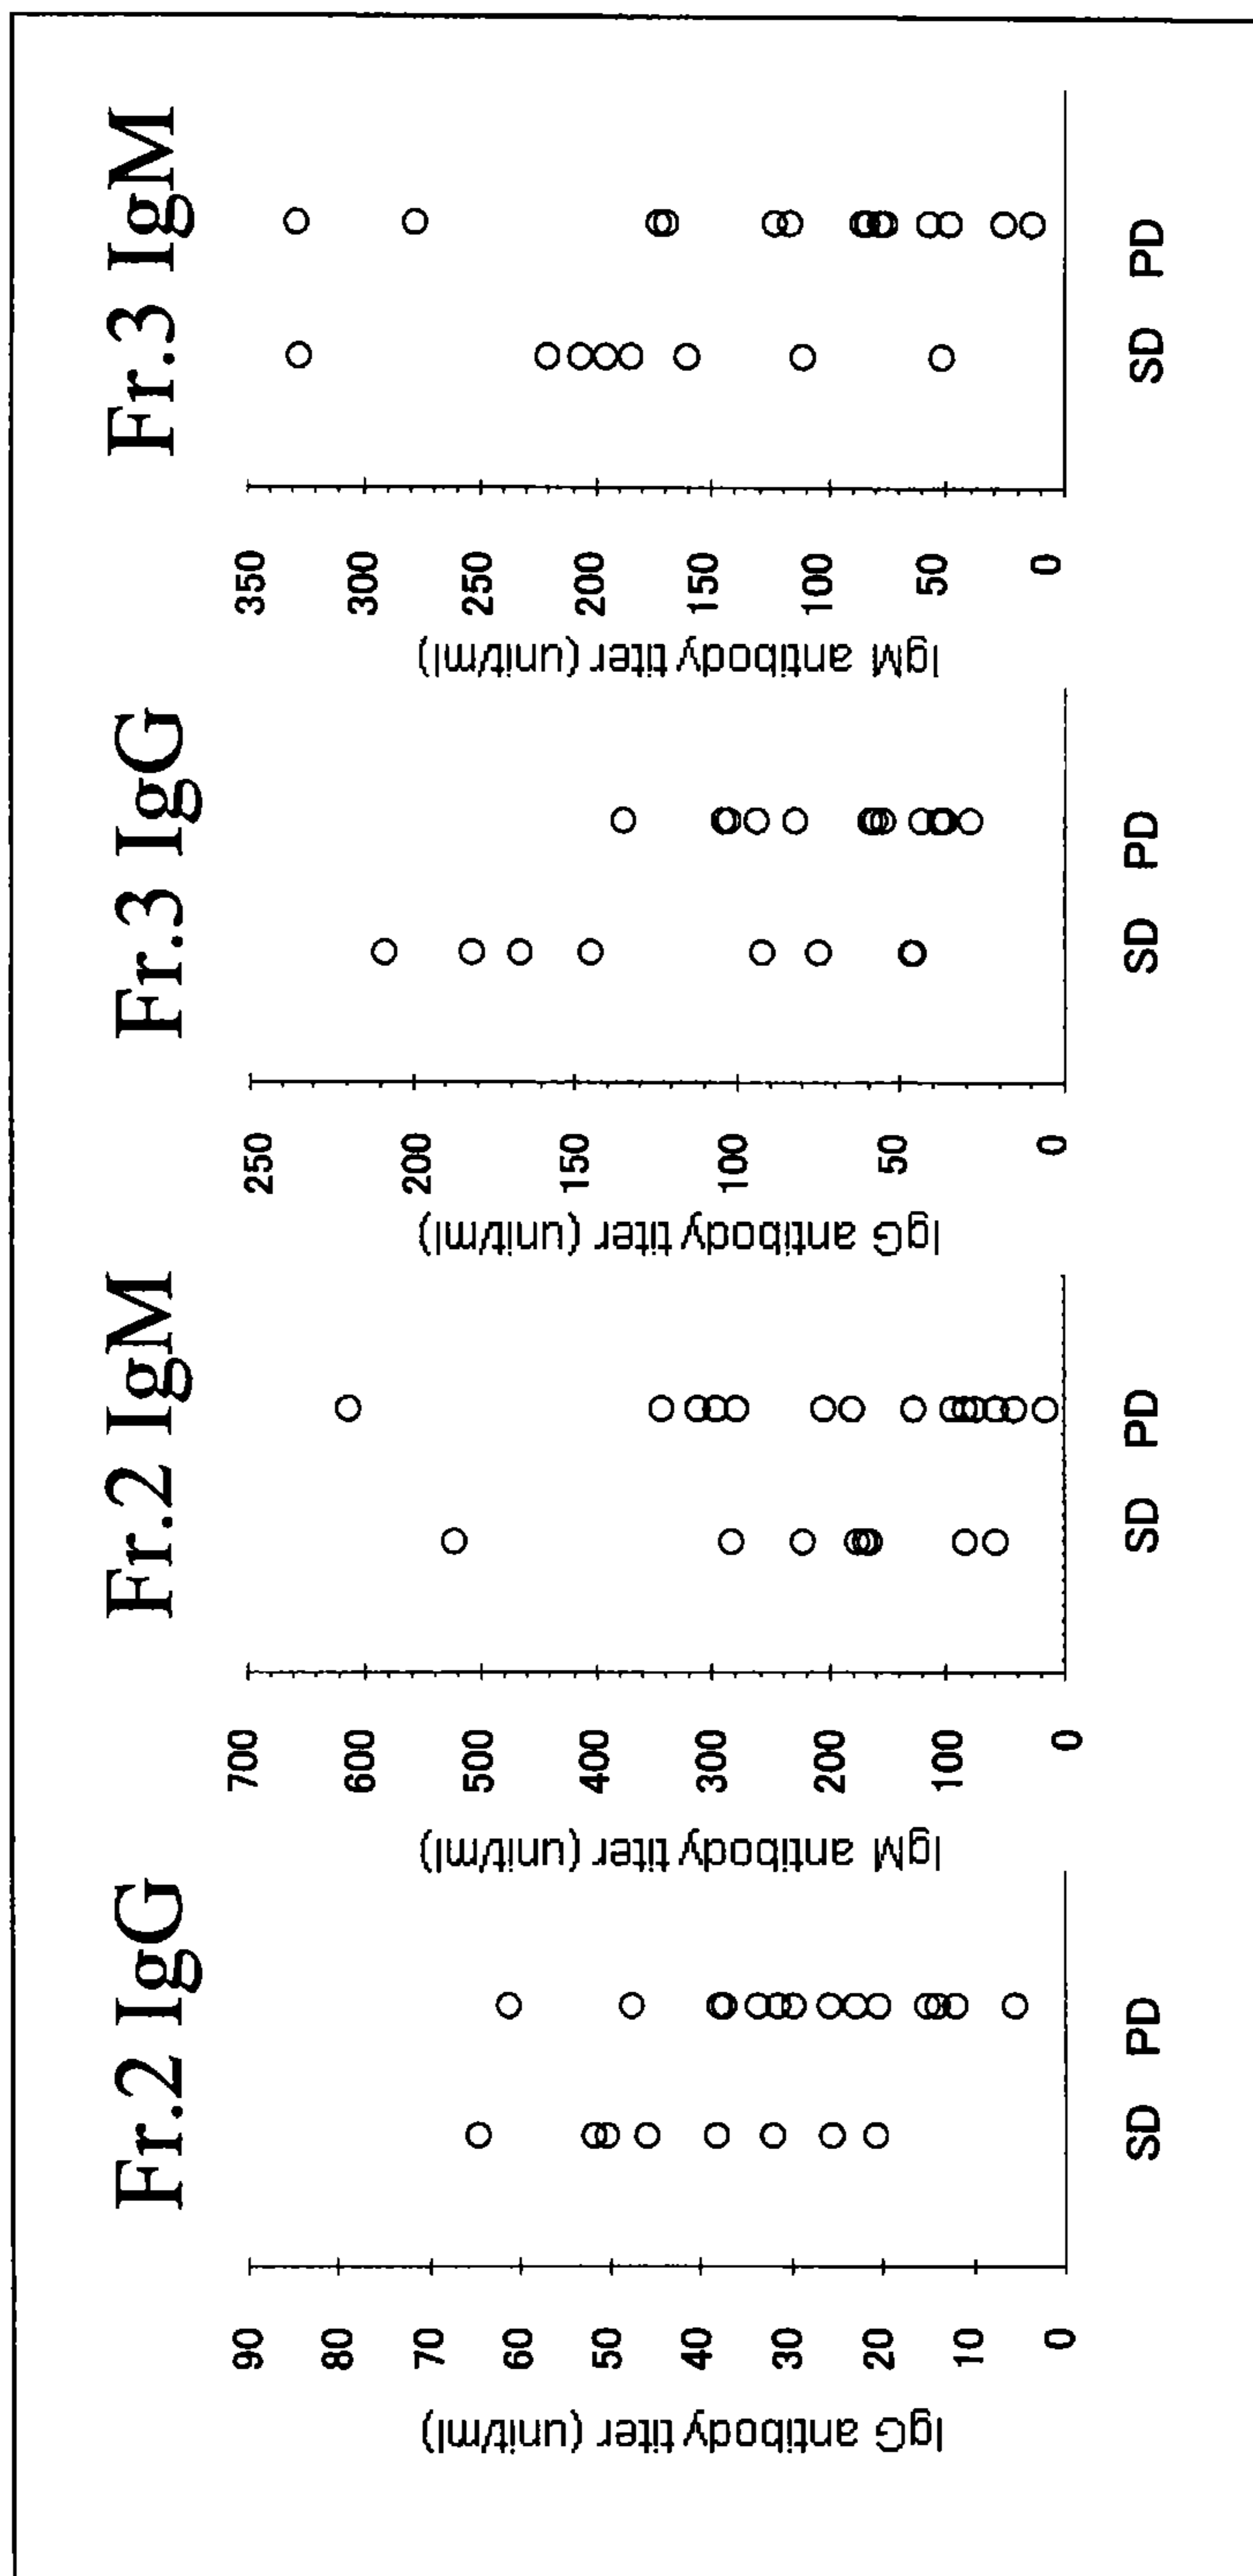 Fr.2 IgG
IgG antibody titer (unit/ml)
90
80
70
60
50
40
30
20
10
0
SD PD
Fr.2 IgM
IgM antibody titer (unit/ml)
700
600
500
400
300
200
100
0
SD PD
Fr.3 IgG
IgG antibody titer (unit/ml)
250
200
150
100
50
0
SD PD
Fr.3 IgM
IgM antibody titer (unit/ml)
350
300
250
200
150
100
50
0
SD PD